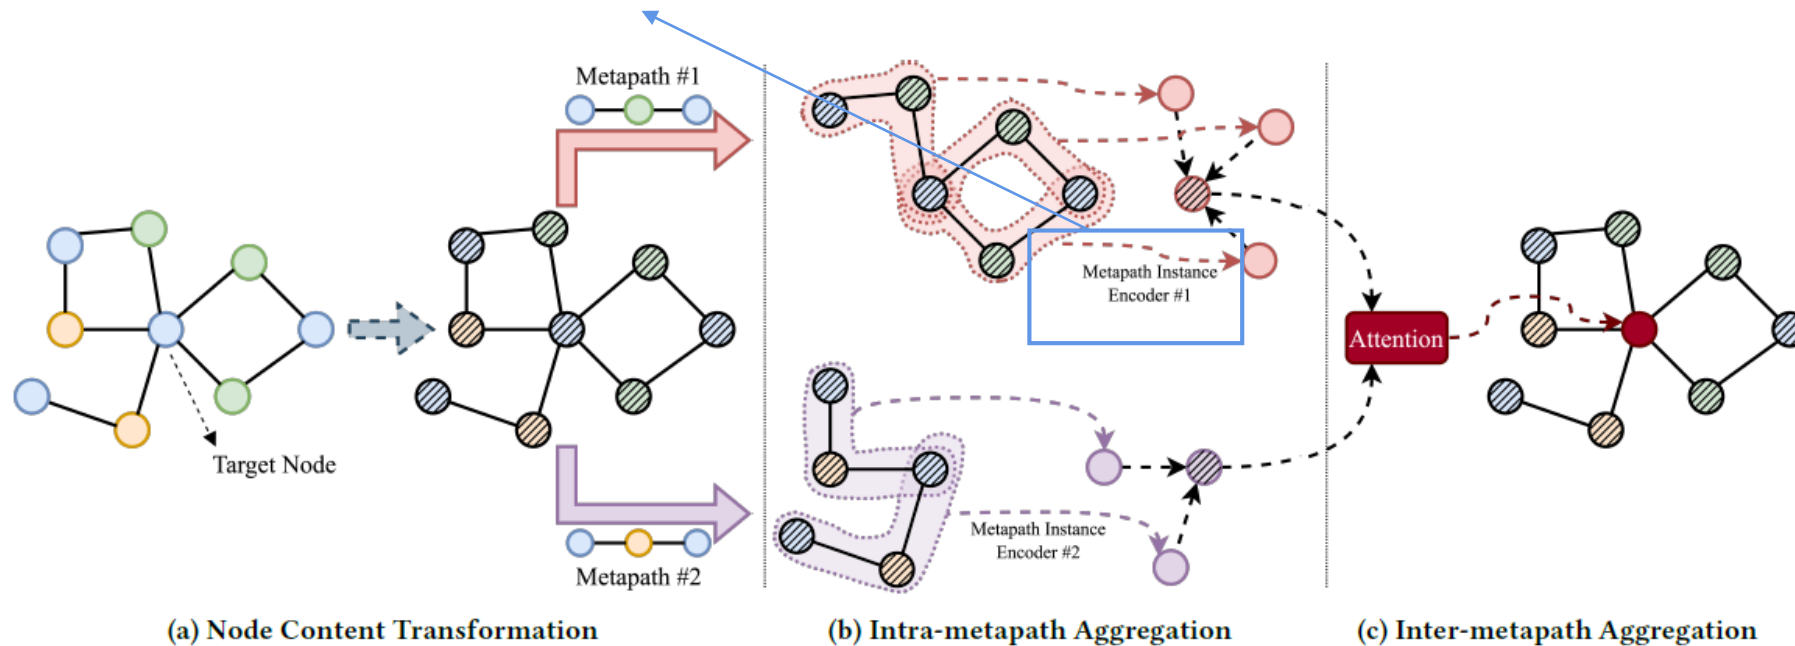 Metapath #1
Target Node
Metapath #2
Metapath Instance
Encoder #1
Metapath Instance
Encoder #2
Attention
(a) Node Content Transformation
(b) Intra-metapath Aggregation
(c) Inter-metapath Aggregation